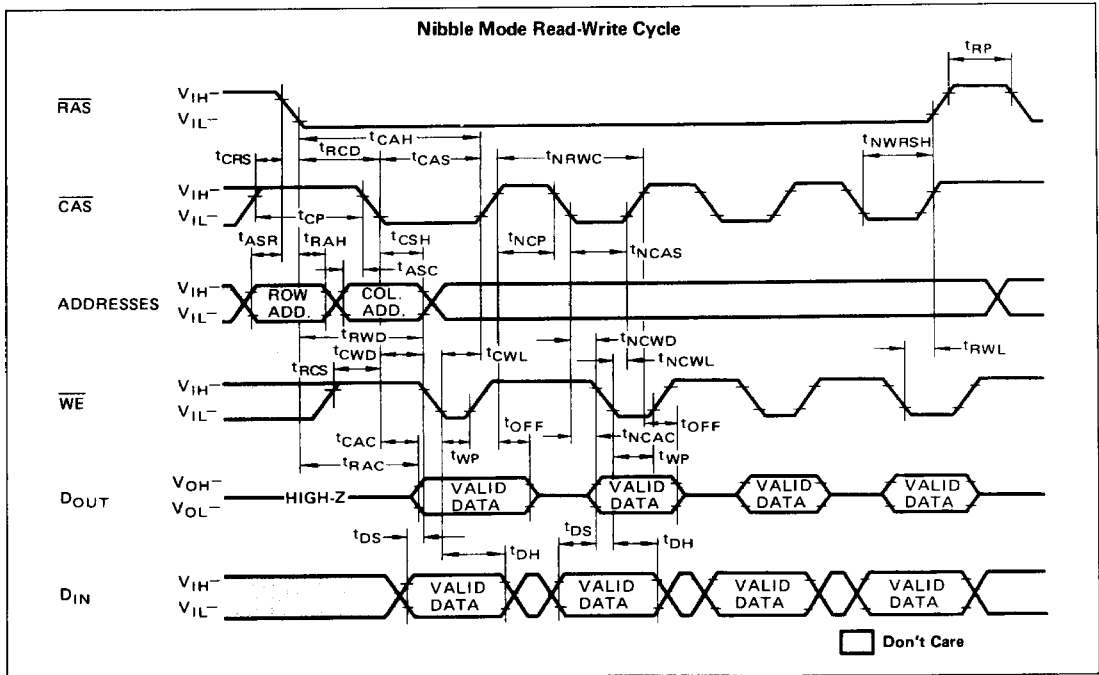 Nibble Mode Read-Write Cycle
tRP
RAS
VIH–
VIL–
tCAH
tCRS
tRCD
tCAS
tNRWC
tNWRSH
CAS
VIH–
VIL–
tCP
tASR
tRAH
tCSH
tNCP
tNCAS
tASC
ADDRESSES
VIH–
VIL–
ROW ADD.
COL. ADD.
tRWD
tCWD
tCWL
tNCWD
tNCWL
tRWL
tRCS
WE
VIH–
VIL–
tCAC
tOFF
tOFF
tNCAC
tRAC
tWP
tWP
DOUT
VOH–
VOL–
HIGH-Z
VALID DATA
VALID DATA
VALID DATA
VALID DATA
tDS
tDH
tDS
tDH
DIN
VIH–
VIL–
VALID DATA
VALID DATA
VALID DATA
VALID DATA
Don't Care